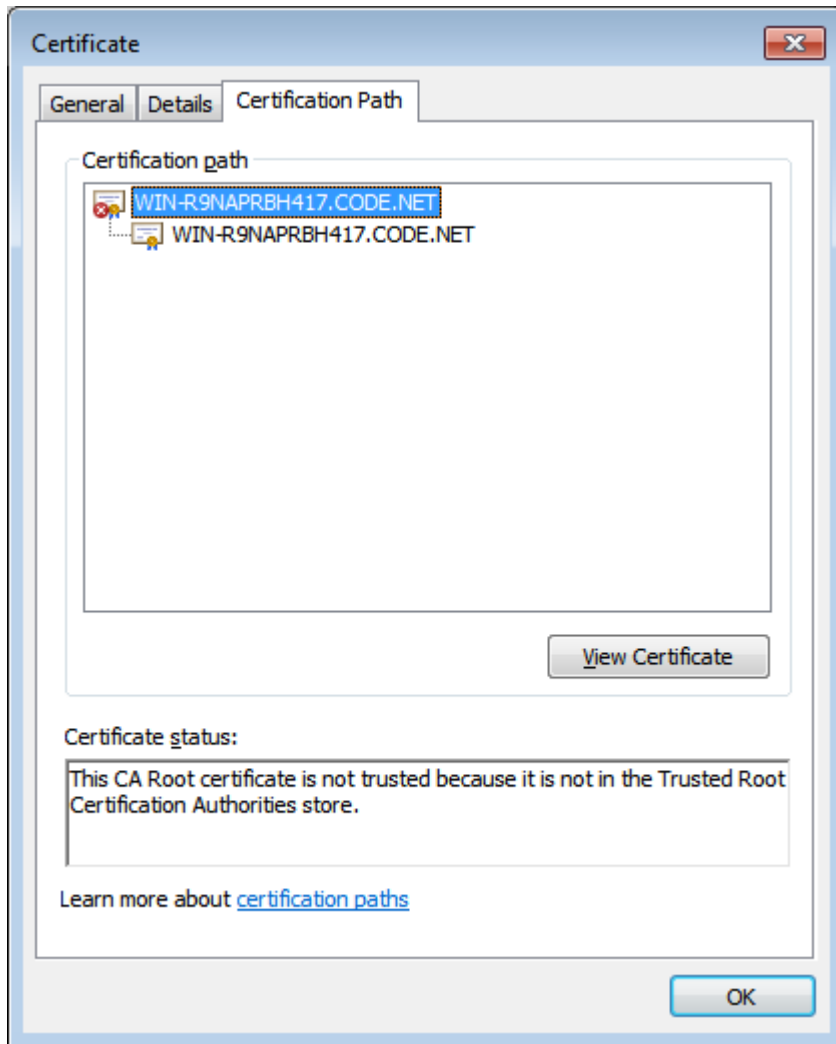 Certificate
General Details Certification Path
Certification path
WIN-R9NAPRBH417.CODE.NET
WIN-R9NAPRBH417.CODE.NET
View Certificate
Certificate status:
This CA Root certificate is not trusted because it is not in the Trusted Root
Certification Authorities store.
Learn more about certification paths
OK